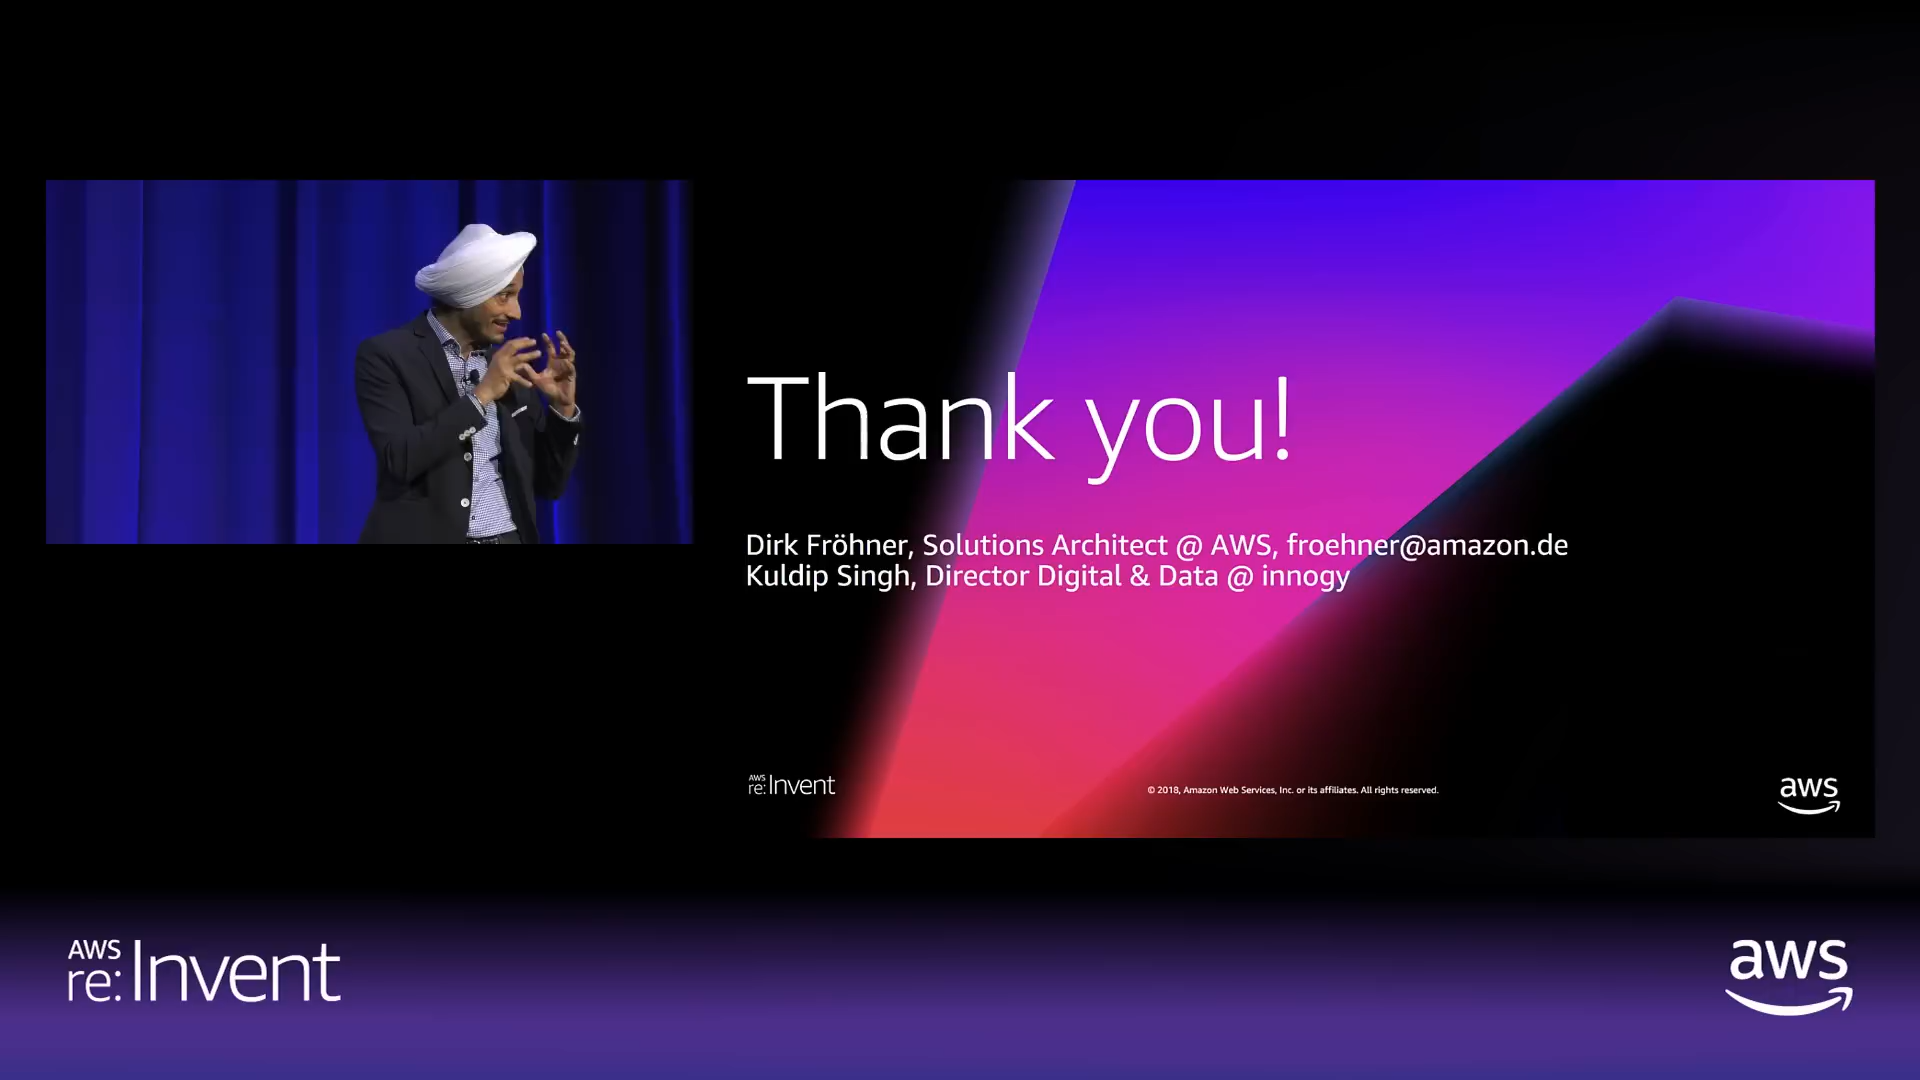 Thank you!
Dirk Fröhner, Solutions Architect @ AWS, froehner@amazon.de
Kuldip Singh, Director Digital & Data @ innogy
AWS
re:Invent
© 2018, Amazon Web Services, Inc. or its affiliates. All rights reserved.
aws
AWS
re:Invent
aws